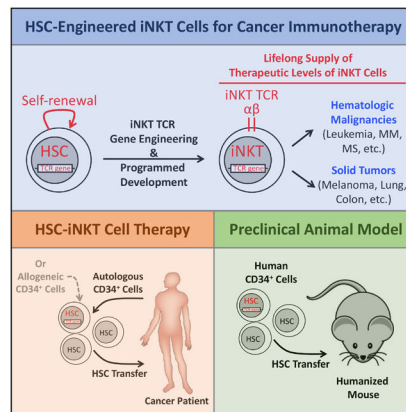 HSC-Engineered iNKT Cells for Cancer Immunotherapy
Lifelong Supply of
Therapeutic Levels of iNKT Cells
Self-renewal
HSC
TCR gene
iNKT TCR
Gene Engineering
&
Programmed
Development
iNKT TCR
αβ
iNKT
TCR gene
Hematologic
Malignancies
(Leukemia, MM,
MS, etc.)
Solid Tumors
(Melanoma, Lung,
Colon, etc.)
HSC-iNKT Cell Therapy
Or
Allogeneic
CD34⁺ Cells
Autologous
CD34⁺ Cells
HSC
HSC
HSC
HSC Transfer
Cancer Patient
Preclinical Animal Model
Human
CD34⁺ Cells
HSC
HSC
HSC
HSC Transfer
Humanized
Mouse